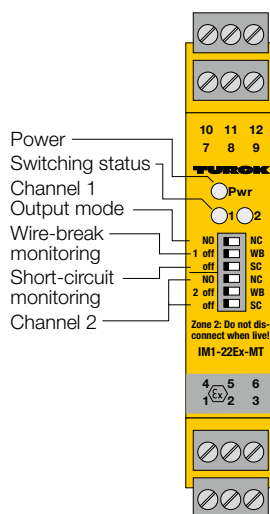 10 11 12
7 8 9
TURCK
Power
Pwr
Switching status
1 2
Channel 1
Output mode
NO NC
Wire-break
monitoring
1 off WB
Short-circuit
monitoring
off SC
NO NC
Channel 2
2 off WB
off SC
Zone 2: Do not dis-
connect when live!
IM1-22Ex-MT
4 5 6
Ex
1 2 3